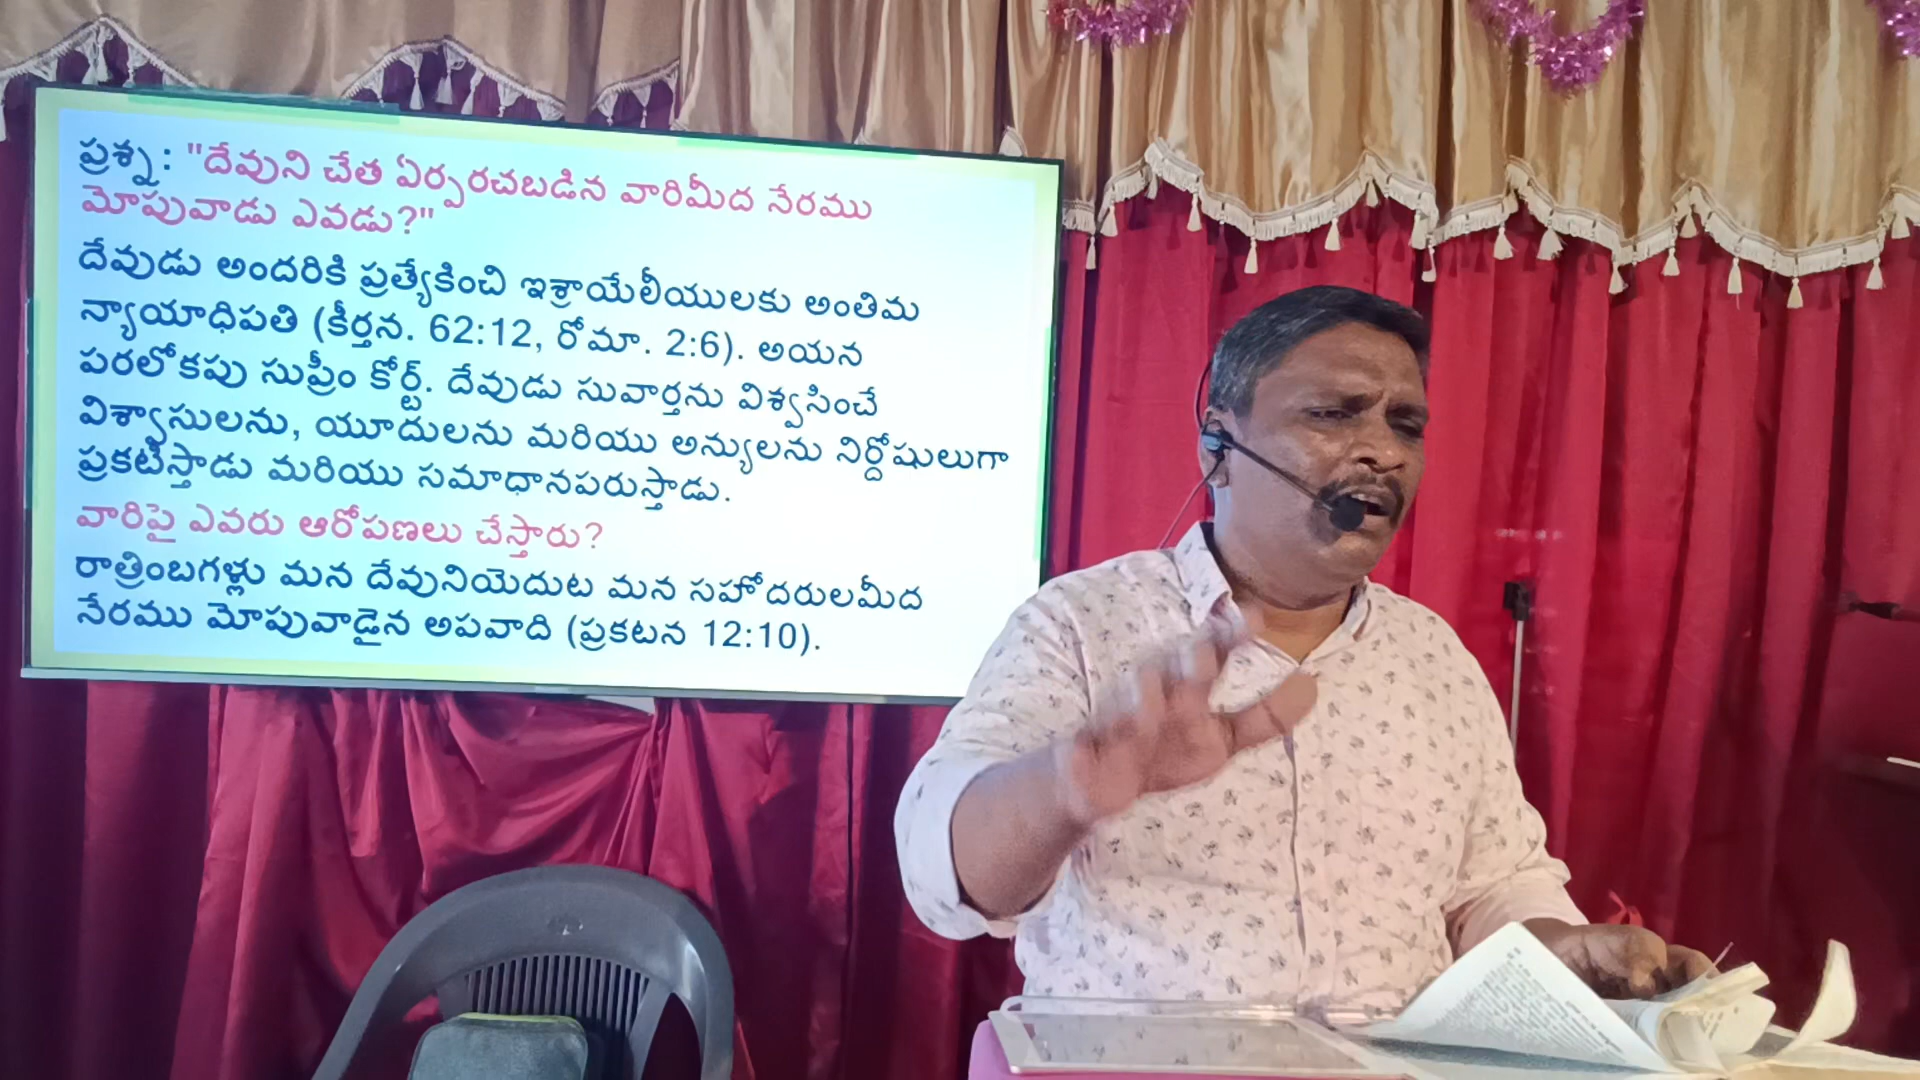 ప్రశ్న: "దేవుని చేత ఏర్పరచబడిన వారిమీద నేరము
మోపువాడు ఎవడు?"
దేవుడు అందరికి ప్రత్యేకించి ఇశ్రాయేలీయులకు అంతిమ
న్యాయాధిపతి (కీర్తన. 62:12, రోమా. 2:6). అయన
పరలోకపు సుప్రీం కోర్ట్. దేవుడు సువార్తను విశ్వసించే
విశ్వాసులను, యూదులను మరియు అన్యులను నిర్దోషులుగా
ప్రకటిస్తాడు మరియు సమాధానపరుస్తాడు.
వారిపై ఎవరు ఆరోపణలు చేస్తారు?
రాత్రింబగళ్లు మన దేవునియెదుట మన సహోదరులమీద
నేరము మోపువాడైన అపవాది (ప్రకటన 12:10).